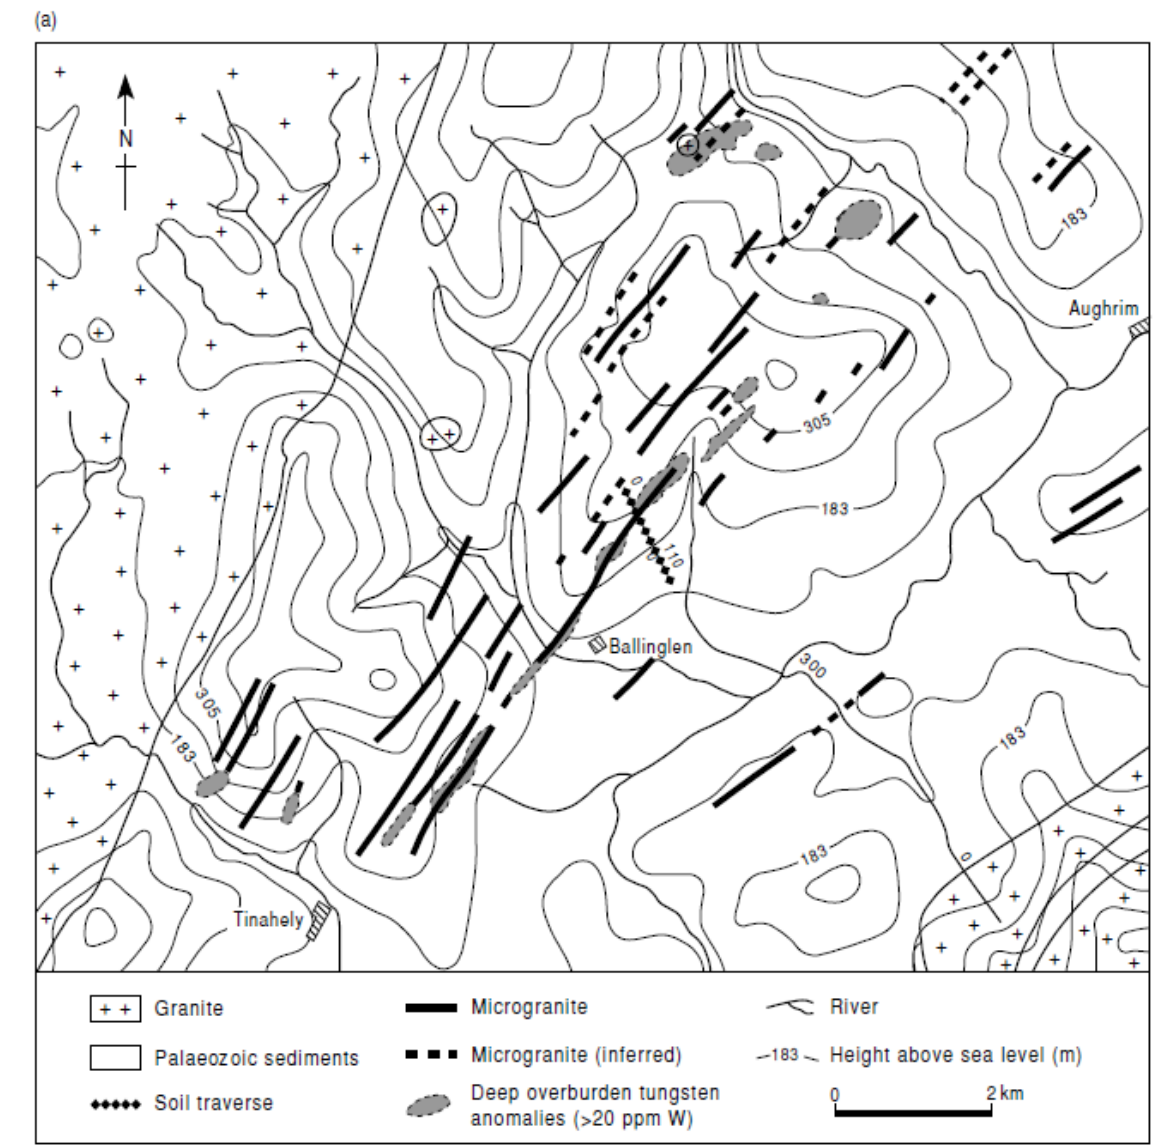 (a)
N
183
Aughrim
305
0
183
110
0
Ballinglen
300
305
183
183
183
0
Tinahely
Granite
Microgranite
River
Palaeozoic sediments
Microgranite (inferred)
183
Height above sea level (m)
Soil traverse
Deep overburden tungsten
anomalies (>20 ppm W)
0
2 km